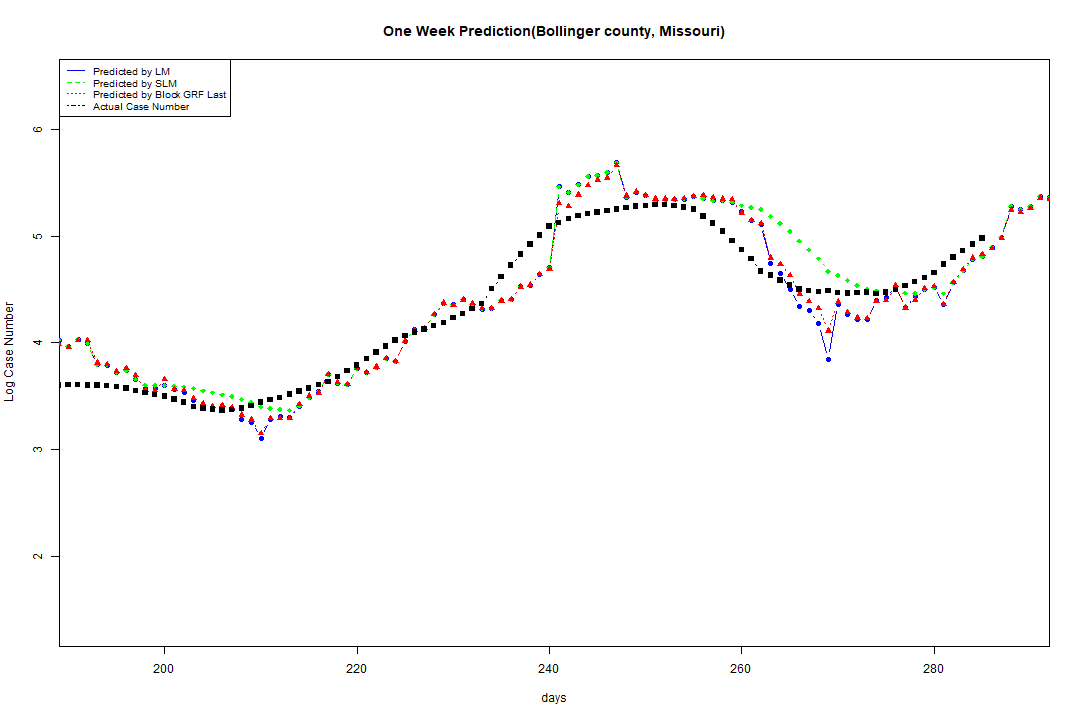 One Week Prediction(Bollinger county, Missouri)
Predicted by LM
Predicted by SLM
Predicted by Block GRF Last
Actual Case Number
6
5
4
3
2
Log Case Number
200 220 240 260 280
days